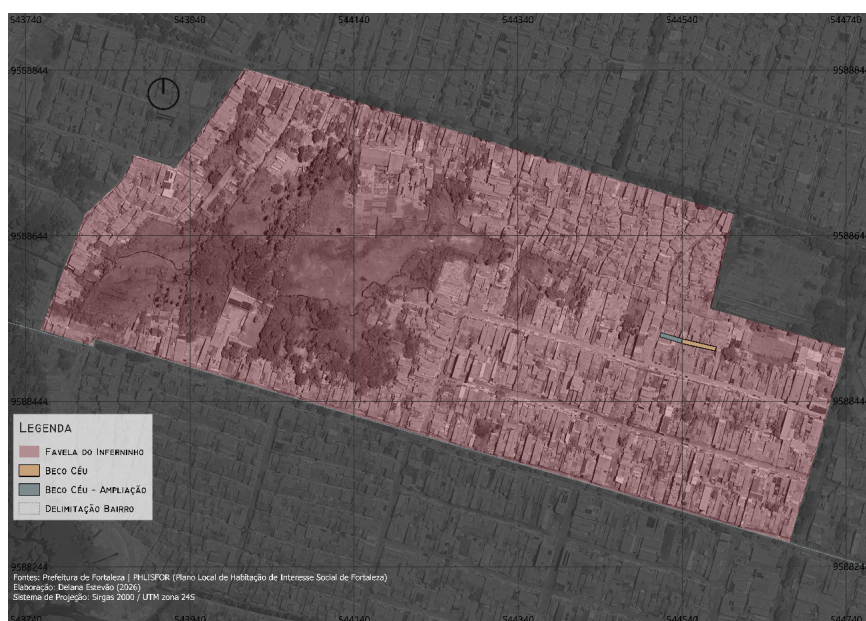 543740 543940 544140 544340 544540 544740
9588844 9588844
9588644 9588644
9588444 9588444
LEGENDA
FAVELA DO INFERNINHO
BECO CÉU
BECO CÉU - AMPLIAÇÃO
DELIMITAÇÃO BAIRRO
9588244 9588244
Fontes: Prefeitura de Fortaleza | PHLISFOR (Plano Local de Habitação de Interesse Social de Fortaleza)
Elaboração: Delana Estevão (2026)
Sistema de Projeção: Sirgas 2000 / UTM zona 24S
543740 543940 544140 544340 544540 544740